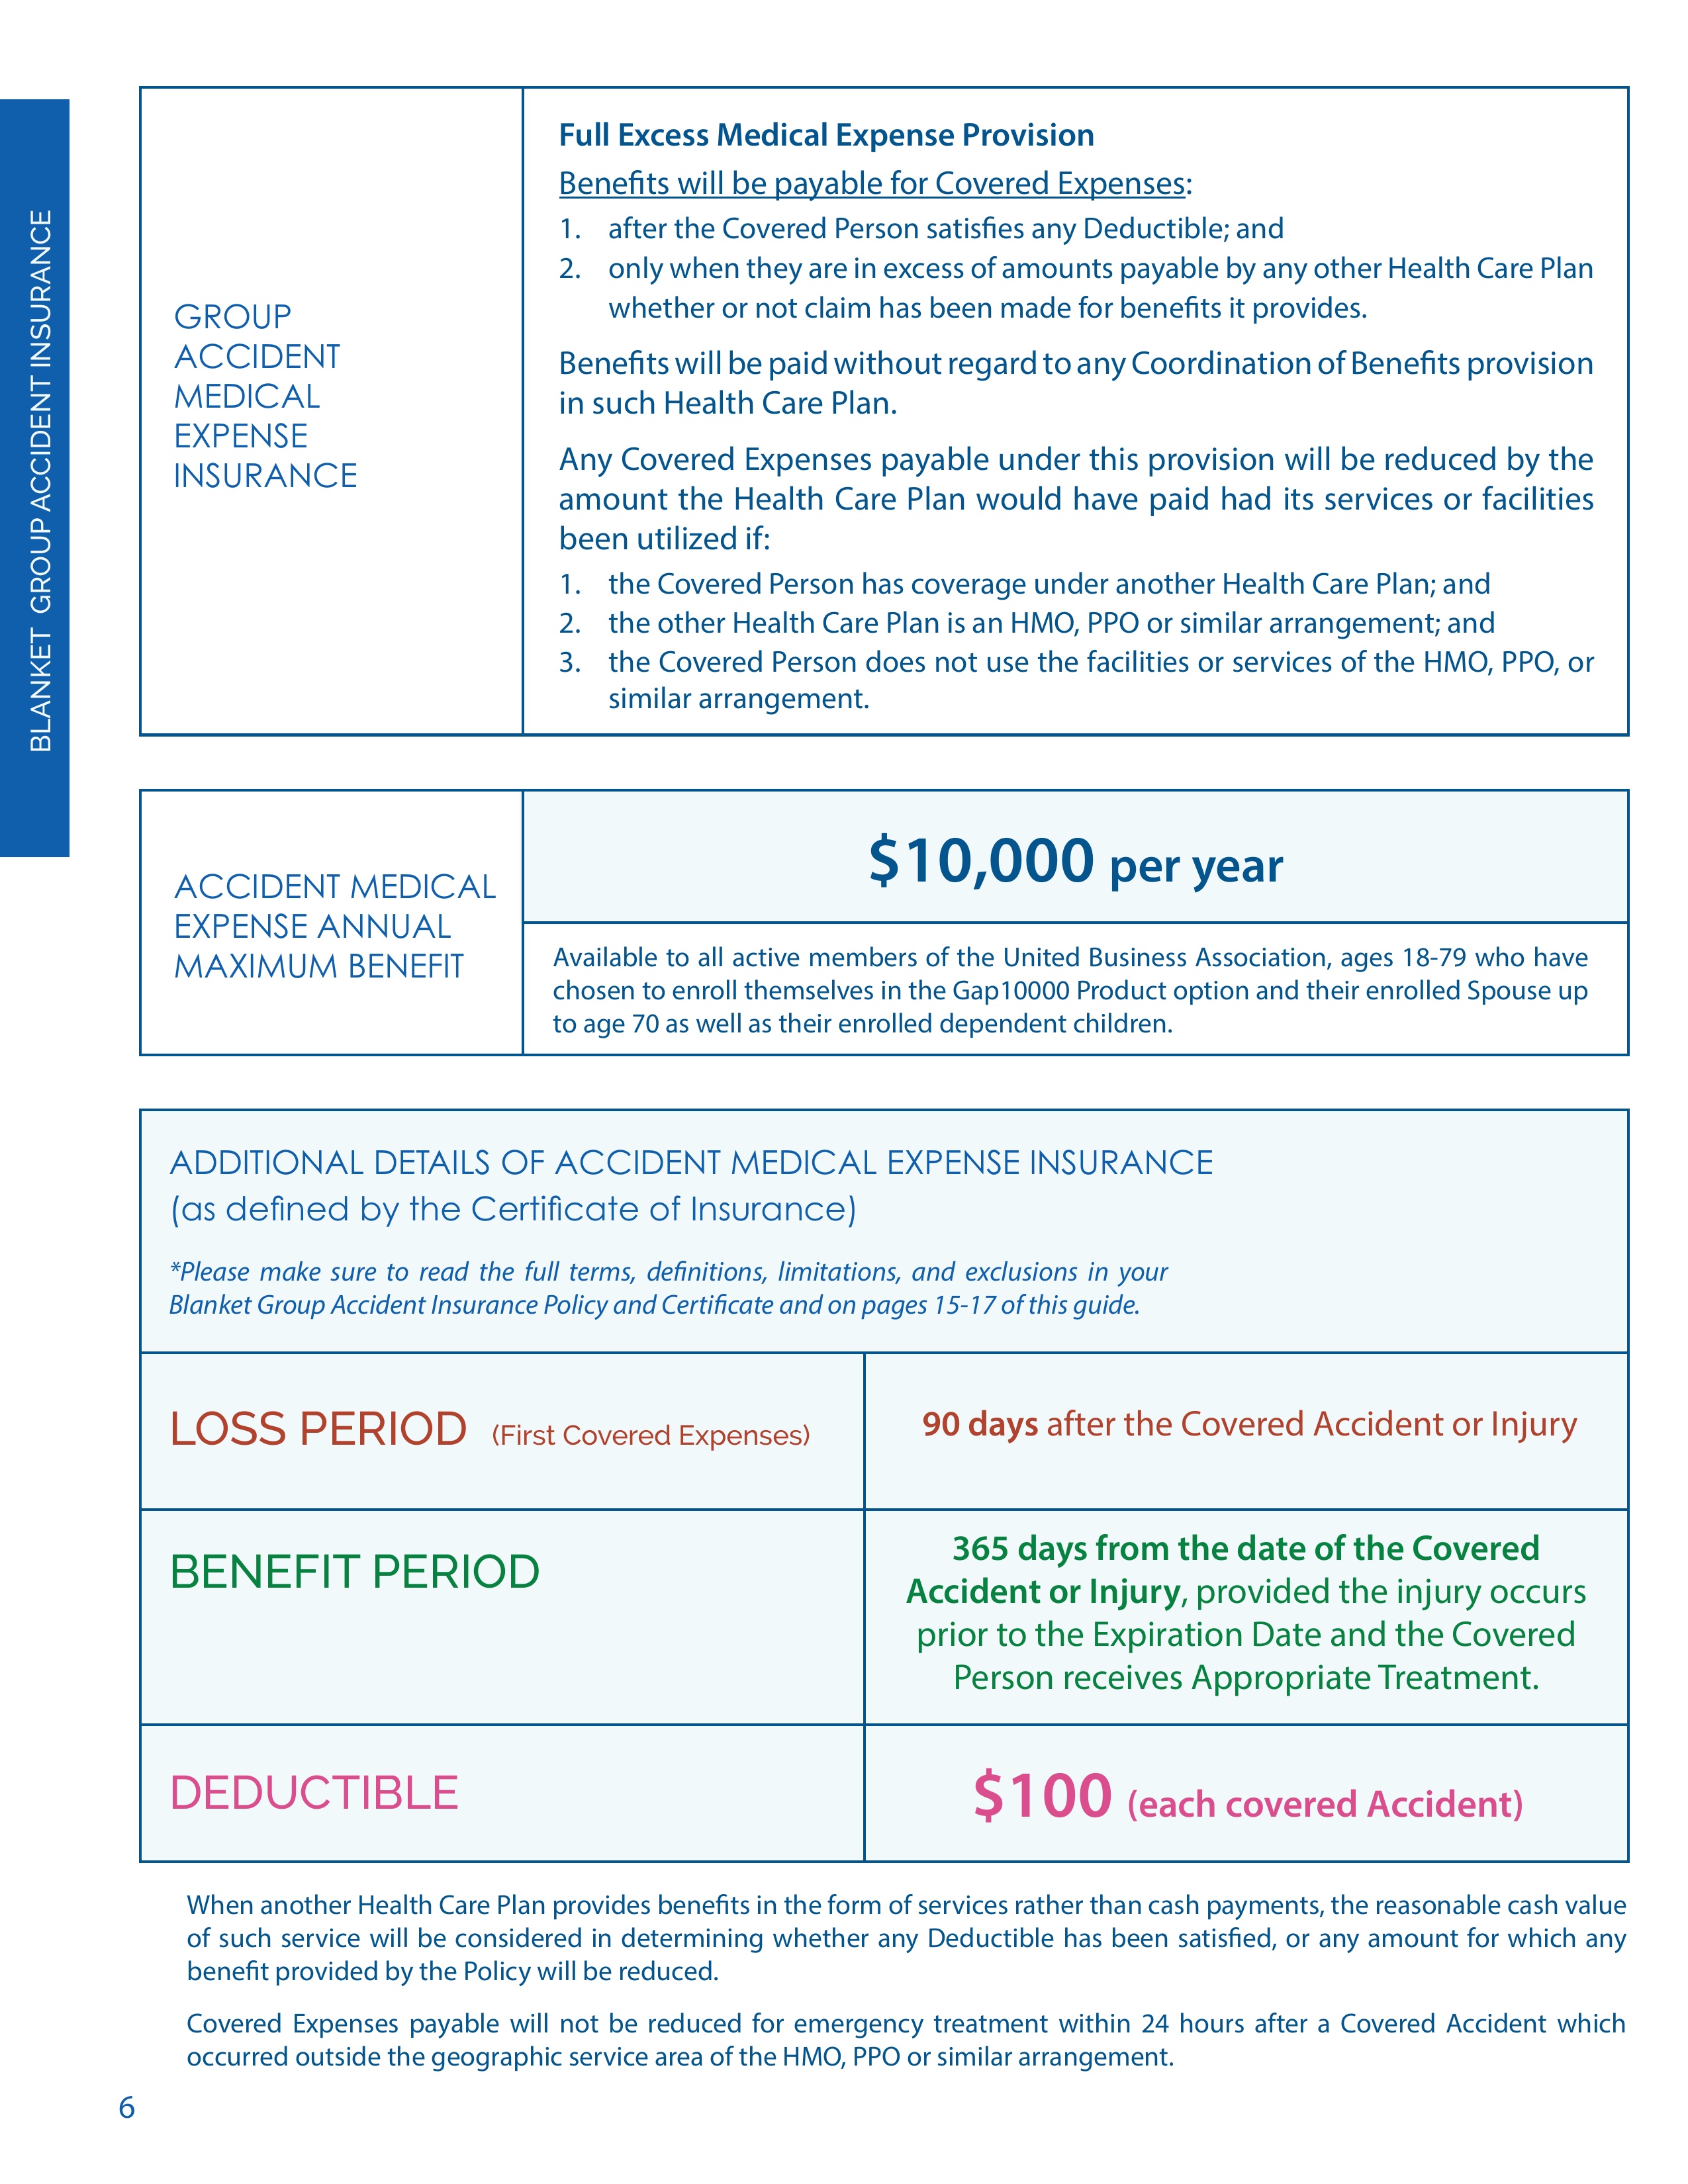 BLANKET GROUP ACCIDENT INSURANCE
GROUP
ACCIDENT
MEDICAL
EXPENSE
INSURANCE
Full Excess Medical Expense Provision
Benefits will be payable for Covered Expenses:
1. after the Covered Person satisfies any Deductible; and
2. only when they are in excess of amounts payable by any other Health Care Plan
whether or not claim has been made for benefits it provides.
Benefits will be paid without regard to any Coordination of Benefits provision
in such Health Care Plan.
Any Covered Expenses payable under this provision will be reduced by the
amount the Health Care Plan would have paid had its services or facilities
been utilized if:
1. the Covered Person has coverage under another Health Care Plan; and
2. the other Health Care Plan is an HMO, PPO or similar arrangement; and
3. the Covered Person does not use the facilities or services of the HMO, PPO, or
similar arrangement.
ACCIDENT MEDICAL
EXPENSE ANNUAL
MAXIMUM BENEFIT
$10,000 per year
Available to all active members of the United Business Association, ages 18-79 who have
chosen to enroll themselves in the Gap10000 Product option and their enrolled Spouse up
to age 70 as well as their enrolled dependent children.
ADDITIONAL DETAILS OF ACCIDENT MEDICAL EXPENSE INSURANCE
(as defined by the Certificate of Insurance)
*Please make sure to read the full terms, definitions, limitations, and exclusions in your
Blanket Group Accident Insurance Policy and Certificate and on pages 15-17 of this guide.
LOSS PERIOD (First Covered Expenses)
90 days after the Covered Accident or Injury
BENEFIT PERIOD
365 days from the date of the Covered
Accident or Injury, provided the injury occurs
prior to the Expiration Date and the Covered
Person receives Appropriate Treatment.
DEDUCTIBLE
$100 (each covered Accident)
When another Health Care Plan provides benefits in the form of services rather than cash payments, the reasonable cash value
of such service will be considered in determining whether any Deductible has been satisfied, or any amount for which any
benefit provided by the Policy will be reduced.
Covered Expenses payable will not be reduced for emergency treatment within 24 hours after a Covered Accident which
occurred outside the geographic service area of the HMO, PPO or similar arrangement.
6